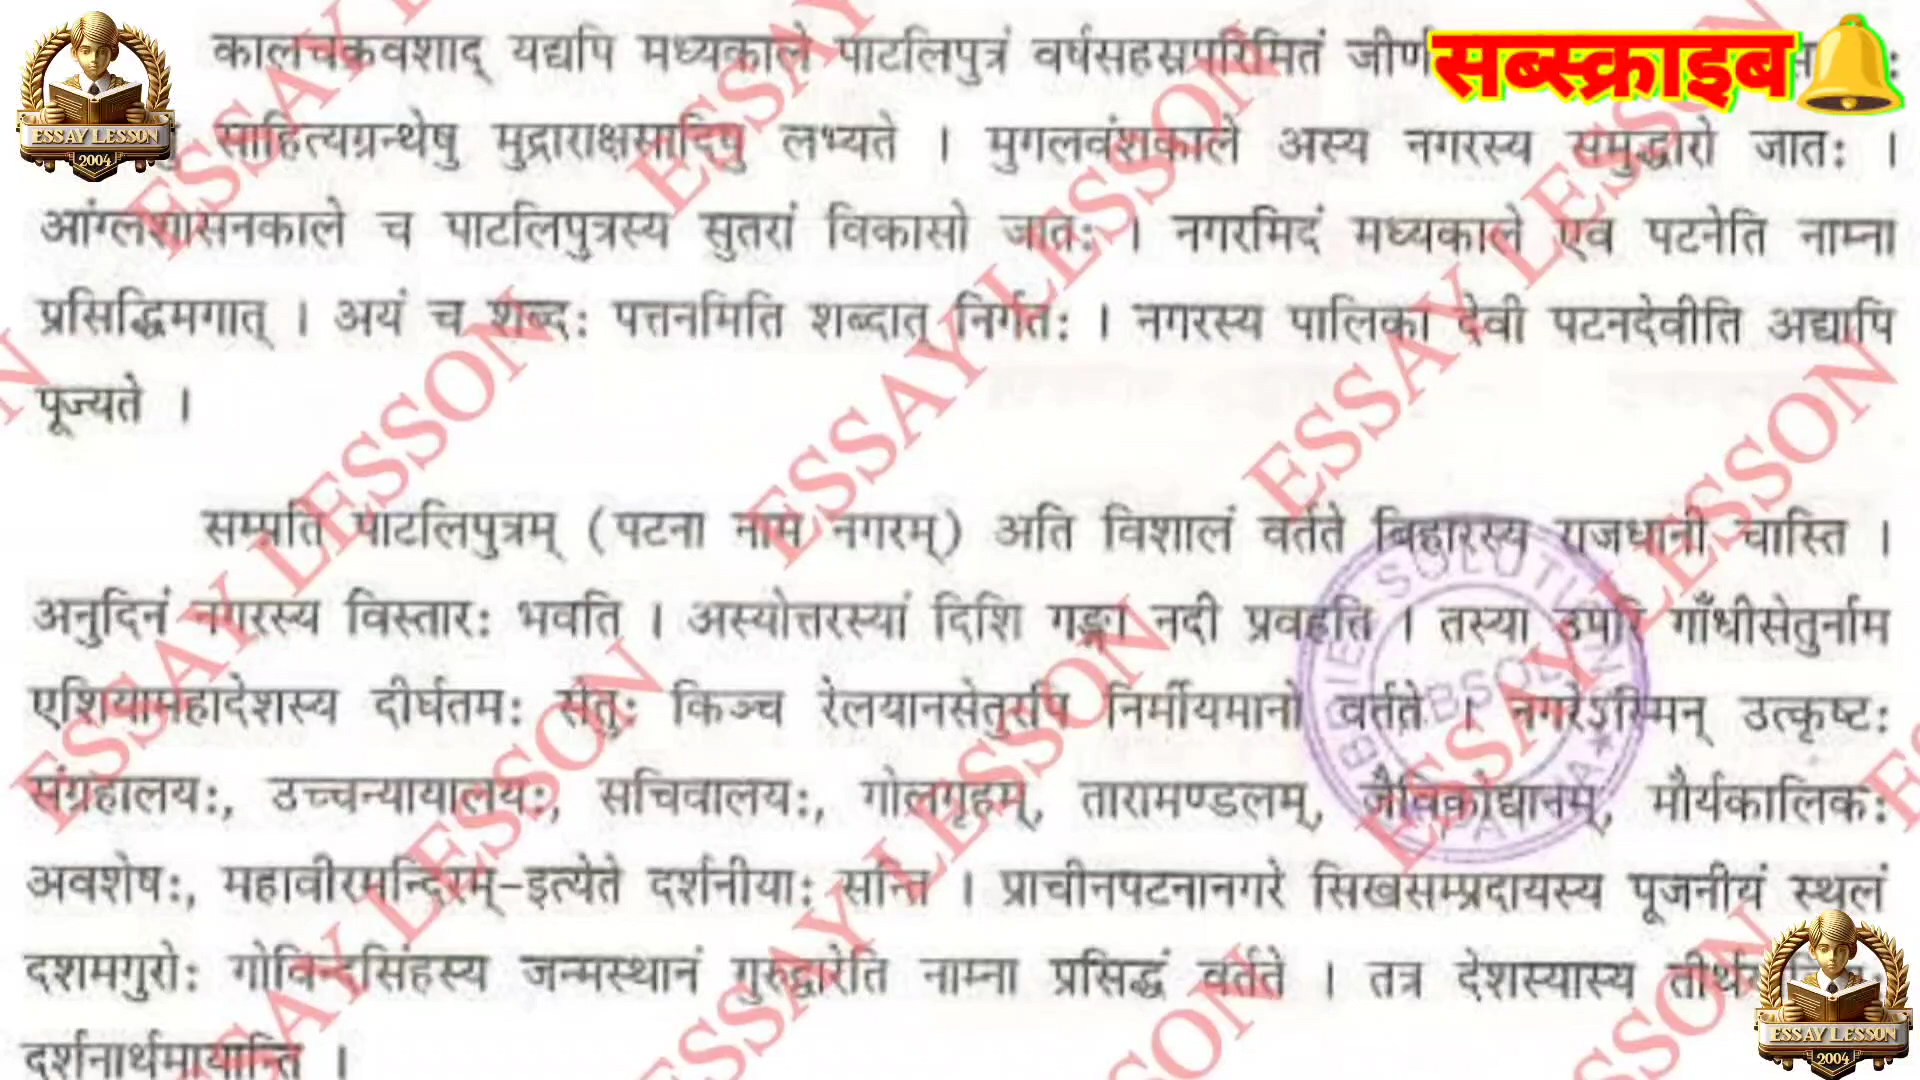 कालचक्रवशाद् यद्यपि मध्यकाले पाटलिपुत्रं वर्षसहस्रपरिमितं
सब्स्क्राइब
साहित्यग्रन्थेषु मुद्राराक्षसादिषु लभ्यते । मुगलवंशकाले अस्य नगरस्य समुद्धारो जातः ।
आंग्लशासनकाले च पाटलिपुत्रस्य सुतरां विकासो जातः । नगरमिदं मध्यकाले एव पटनेति नाम्ना
प्रसिद्धिमगात् । अयं च शब्दः पत्तनमिति शब्दात् निर्गतः । नगरस्य पालिका देवी पटनदेवीति अद्यापि
पूज्यते ।
सम्प्रति पाटलिपुत्रम् (पटना नाम नगरम्) अति विशालं वर्तते बिहारस्य राजधानी चास्ति ।
अनुदिनं नगरस्य विस्तारः भवति । अस्योत्तरस्यां दिशि गङ्गा नदी प्रवहति । तस्या उपरि गाँधीसेतुर्नाम
एशियामहादेशस्य दीर्घतमः सेतुः किञ्च रेलयानसेतुरपि निर्मीयमानो वर्तते । नगरेऽस्मिन् उत्कृष्टः
संग्रहालयः, उच्चन्यायालयः, सचिवालयः, गोलगृहम्, तारामण्डलम्, जैविकोद्यानम्, मौर्यकालिकः
अवशेषः, महावीरमन्दिरम्-इत्येते दर्शनीयाः सन्ति । प्राचीनपटनानगरे सिखसम्प्रदायस्य पूजनीयं स्थलं
दशमगुरोः गोविन्दसिंहस्य जन्मस्थानं गुरुद्वारेति नाम्ना प्रसिद्धं वर्तते । तत्र देशस्यास्य
दर्शनार्थमायान्ति ।
ESSAY LESSON
2004
ESSAY LESSON
2004